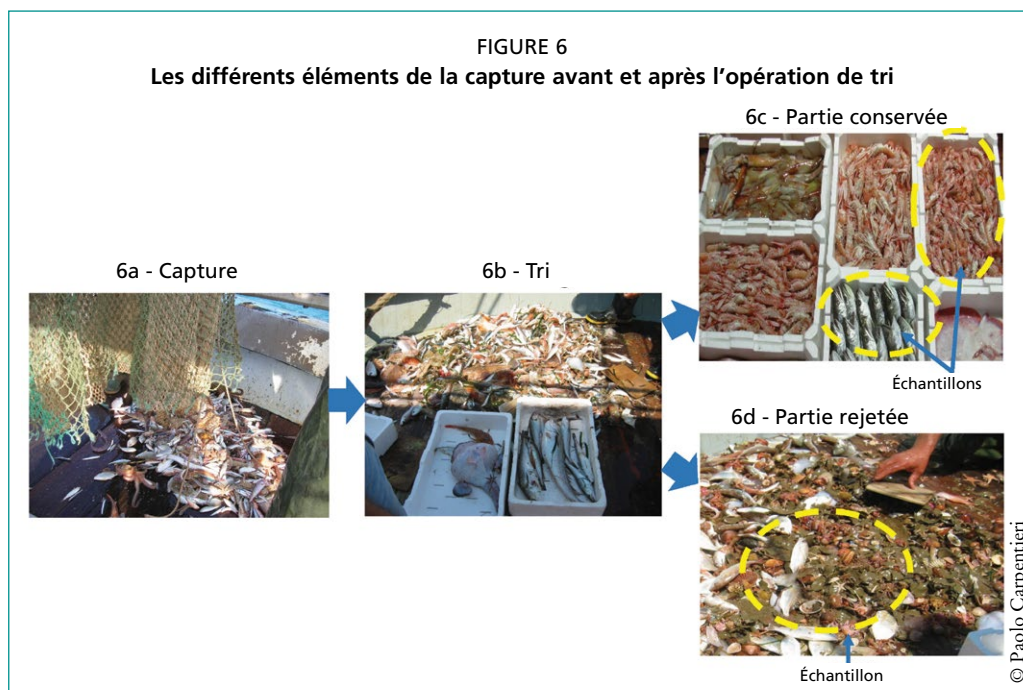 FIGURE 6
Les différents éléments de la capture avant et après l’opération de tri
6c - Partie conservée
6a - Capture
6b - Tri
Échantillons
6d - Partie rejetée
Échantillon
© Paolo Carpentieri